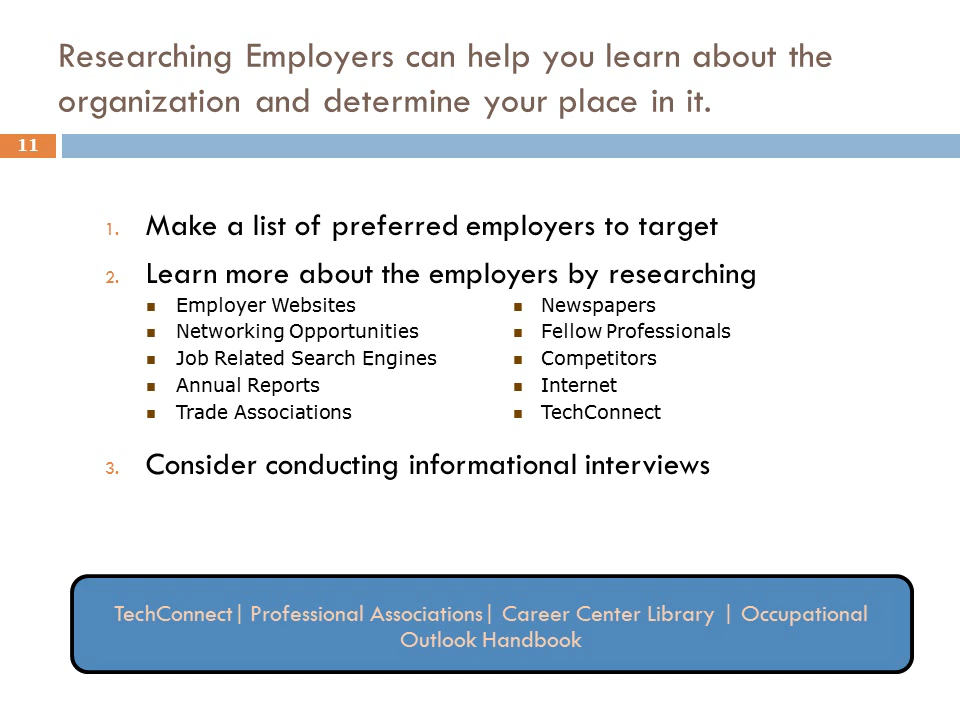 Researching Employers can help you learn about the
organization and determine your place in it.
11
1. Make a list of preferred employers to target
2. Learn more about the employers by researching
Employer Websites
Networking Opportunities
Job Related Search Engines
Annual Reports
Trade Associations
Newspapers
Fellow Professionals
Competitors
Internet
TechConnect
3. Consider conducting informational interviews
TechConnect| Professional Associations| Career Center Library | Occupational
Outlook Handbook